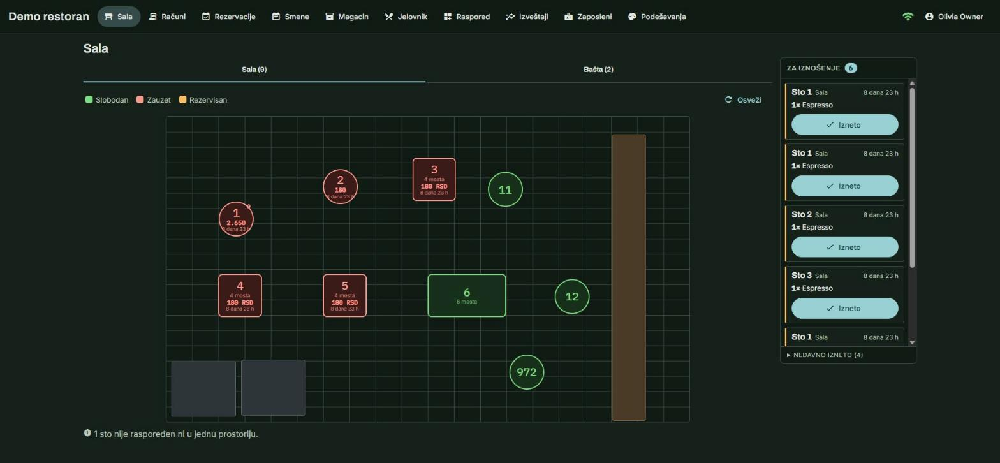 Demo restoran
Sala
Računi
Rezervacije
Smene
Magacin
Jelovnik
Raspored
Izveštaji
Zaposleni
Podešavanja
Olivia Owner
Sala
Sala (9)
Bašta (2)
Slobodan
Zauzet
Rezervisan
Osveži
2
180
8 dana 23 h
3
4 mesta
180 RSD
8 dana 23 h
11
1
2.650
8 dana 23 h
4
4 mesta
180 RSD
8 dana 23 h
5
4 mesta
180 RSD
8 dana 23 h
6
6 mesta
12
972
1 sto nije raspoređen ni u jednu prostoriju.
ZA IZNOŠENJE 6
Sto 1 Sala 8 dana 23 h
1× Espresso
Izneto
Sto 1 Sala 8 dana 23 h
1× Espresso
Izneto
Sto 2 Sala 8 dana 23 h
1× Espresso
Izneto
Sto 3 Sala 8 dana 23 h
1× Espresso
Izneto
Sto 1 Sala 8 dana 23 h
NEDAVNO IZNETO (4)